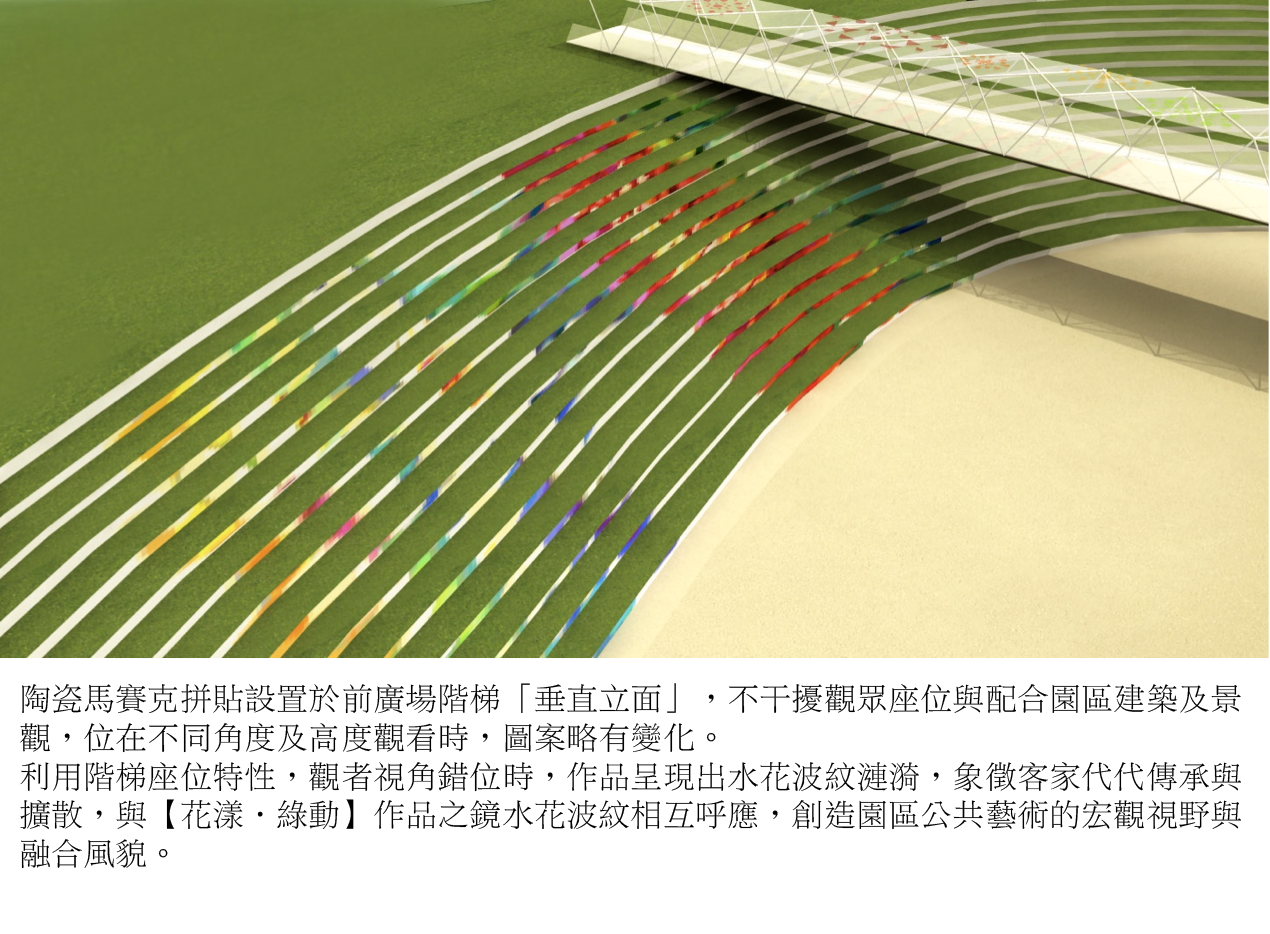 陶瓷馬賽克拼貼設置於前廣場階梯「垂直立面」，不干擾觀眾座位與配合園區建築及景
觀，位在不同角度及高度觀看時，圖案略有變化。
利用階梯座位特性，觀者視角錯位時，作品呈現出水花波紋漣漪，象徵客家代代傳承與
擴散，與【花漾．綠動】作品之鏡水花波紋相互呼應，創造園區公共藝術的宏觀視野與
融合風貌。